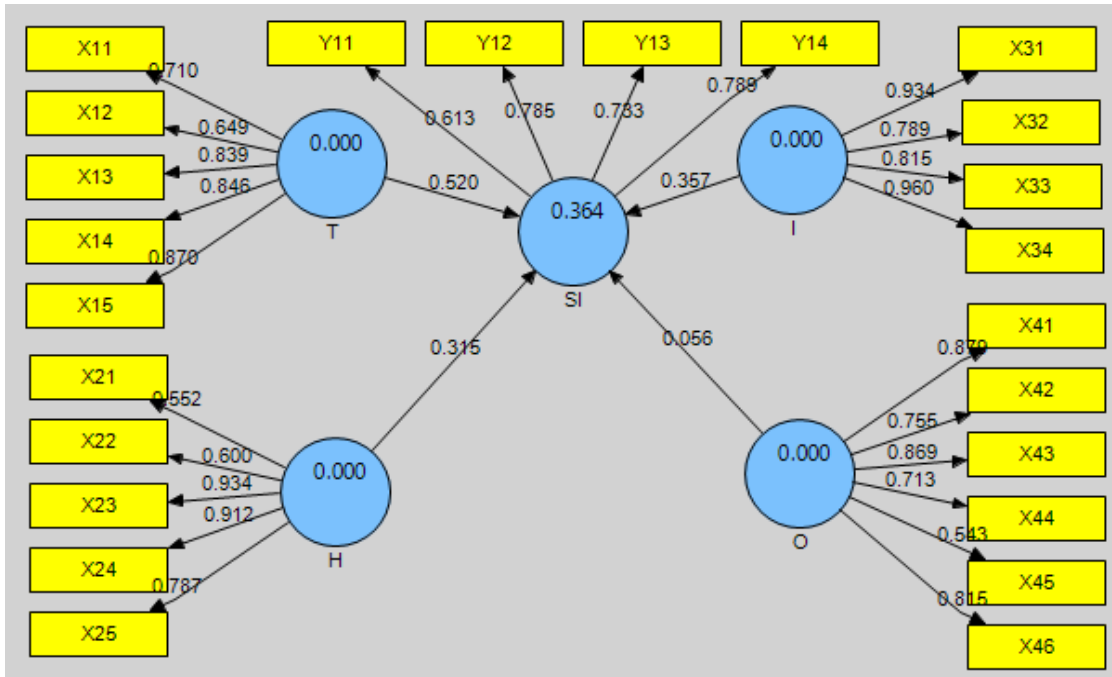 X11
X12
X13
X14
X15
0.710
0.649
0.839
0.846
0.870
0.000
T
Y11
Y12
Y13
Y14
0.613
0.785
0.733
0.789
0.520
0.357
0.364
SI
0.000
I
X31
X32
X33
X34
0.934
0.789
0.815
0.960
X21
X22
X23
X24
X25
0.552
0.600
0.934
0.912
0.787
0.000
H
0.315
0.056
0.000
O
X41
X42
X43
X44
X45
X46
0.879
0.755
0.869
0.713
0.543
0.815